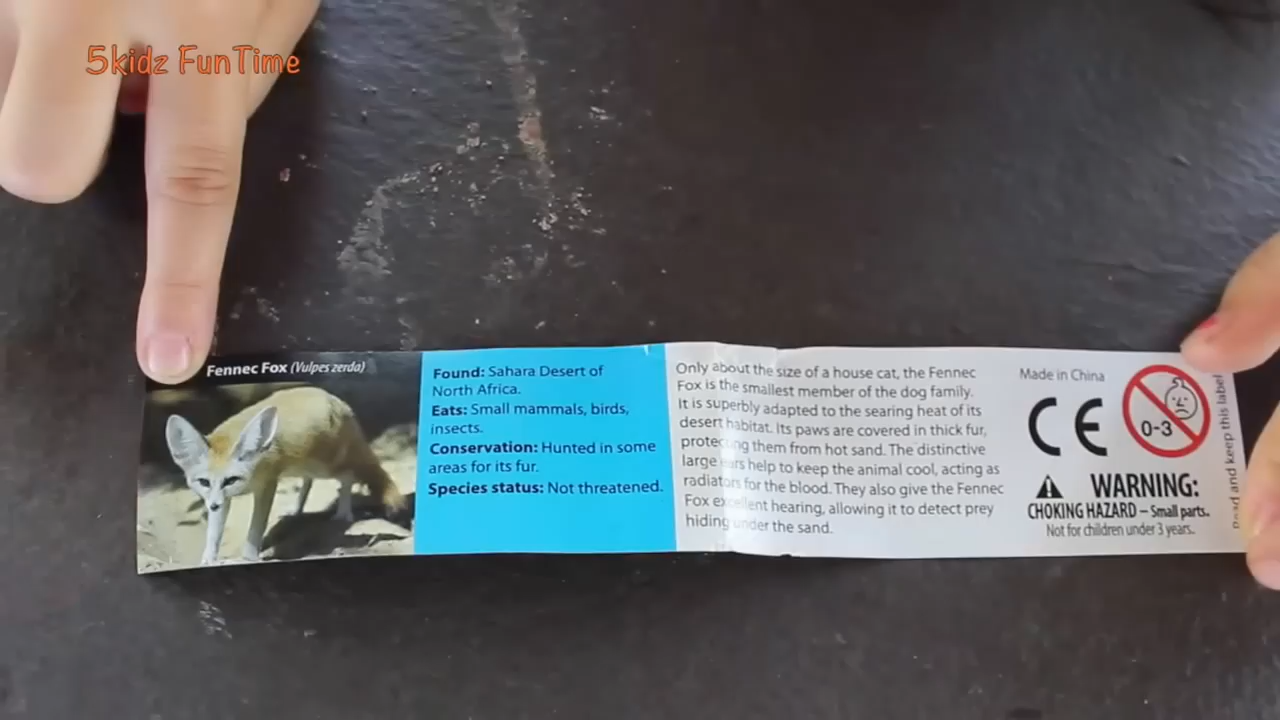 5kidz FunTime
Fennec Fox (Vulpes zerda)
Found: Sahara Desert of
North Africa.
Eats: Small mammals, birds,
insects.
Conservation: Hunted in some
areas for its fur.
Species status: Not threatened.
Only about the size of a house cat, the Fennec
Fox is the smallest member of the dog family.
It is superbly adapted to the searing heat of its
desert habitat. Its paws are covered in thick fur,
protecting them from hot sand. The distinctive
large ears help to keep the animal cool, acting as
radiators for the blood. They also give the Fennec
Fox excellent hearing, allowing it to detect prey
hiding under the sand.
Made in China
CE
0-3
WARNING:
CHOKING HAZARD – Small parts.
Not for children under 3 years.
Read and keep this label